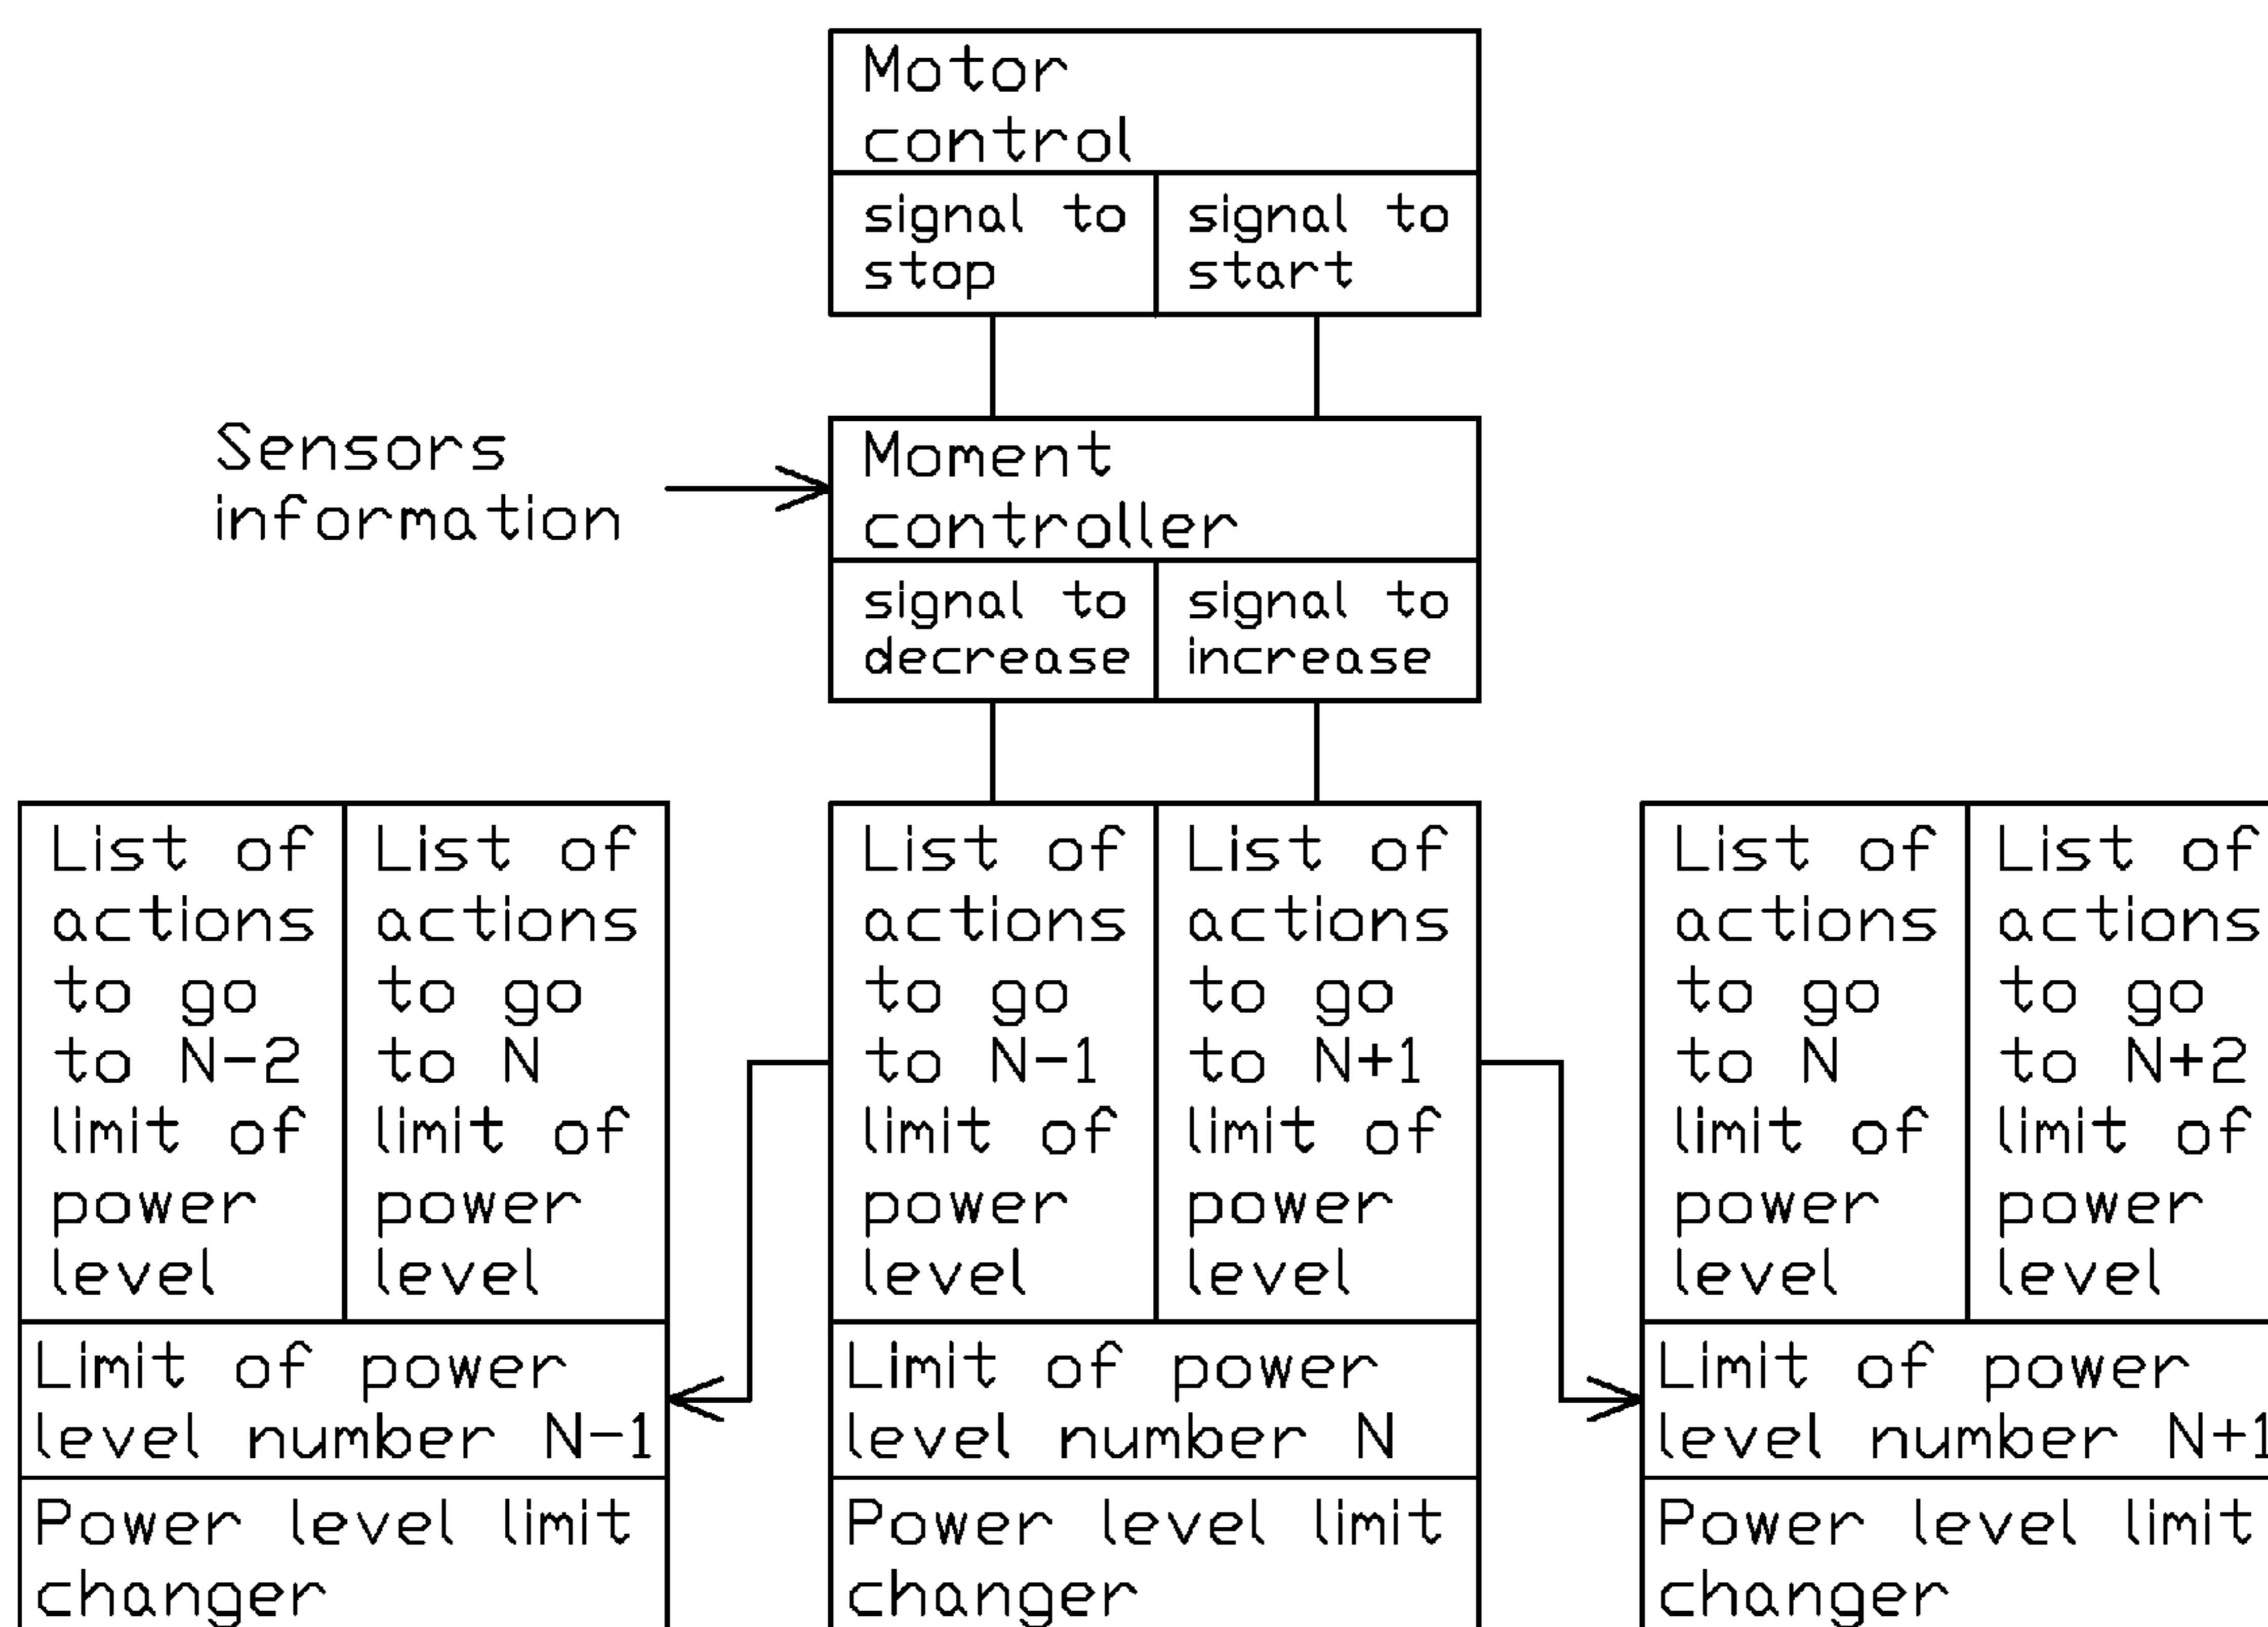 Motor
control
signal to
stop
signal to
start
Sensors
information
Moment
controller
signal to
decrease
signal to
increase
List of
actions
to go
to N-2
limit of
power
level
List of
actions
to go
to N
limit of
power
level
Limit of power
level number N-1
Power level limit
changer
List of
actions
to go
to N-1
limit of
power
level
List of
actions
to go
to N+1
limit of
power
level
Limit of power
level number N
Power level limit
changer
List of
actions
to go
to N
limit of
power
level
List of
actions
to go
to N+2
limit of
power
level
Limit of power
level number N+1
Power level limit
changer